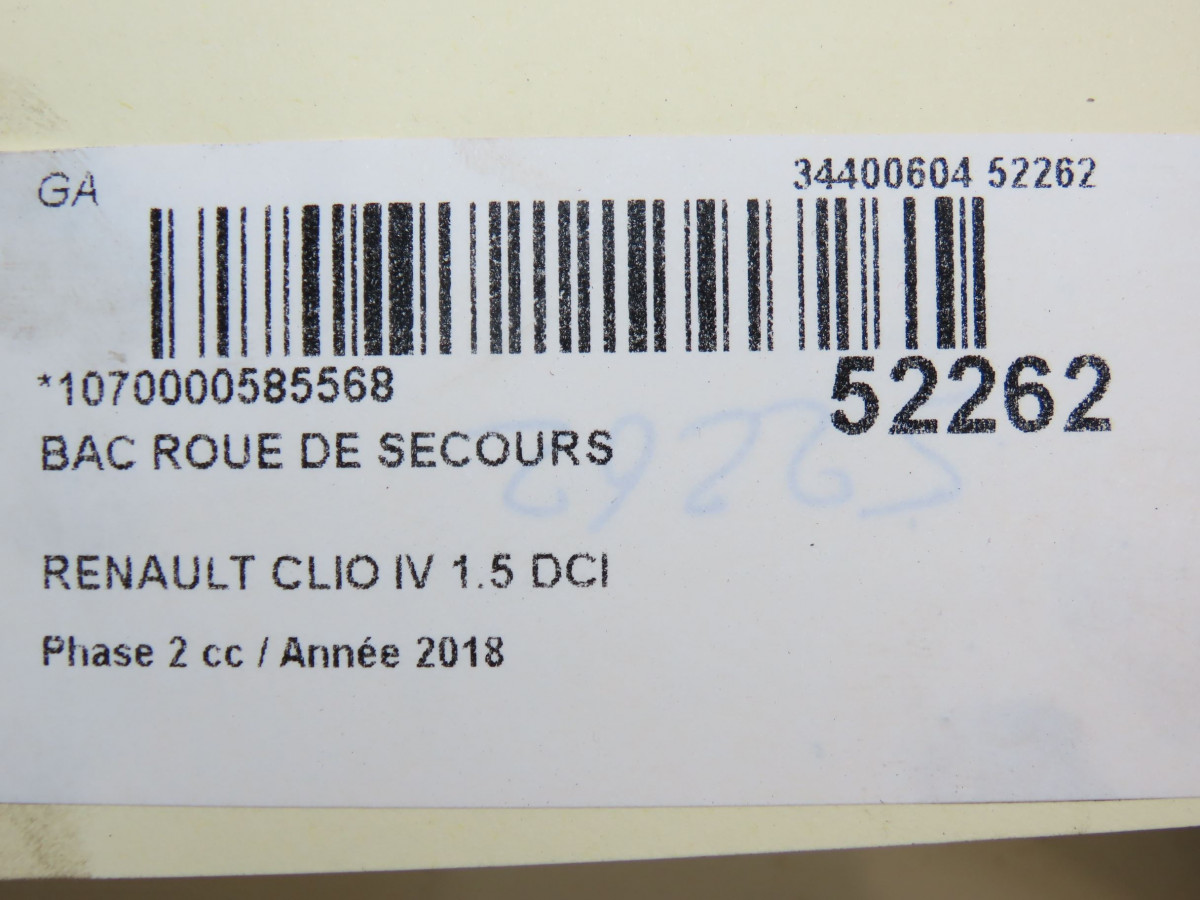 GA
34400604 52262
*1070000585568
52262
BAC ROUE DE SECOURS
52262
RENAULT CLIO IV 1.5 DCI
Phase 2 cc / Année 2018